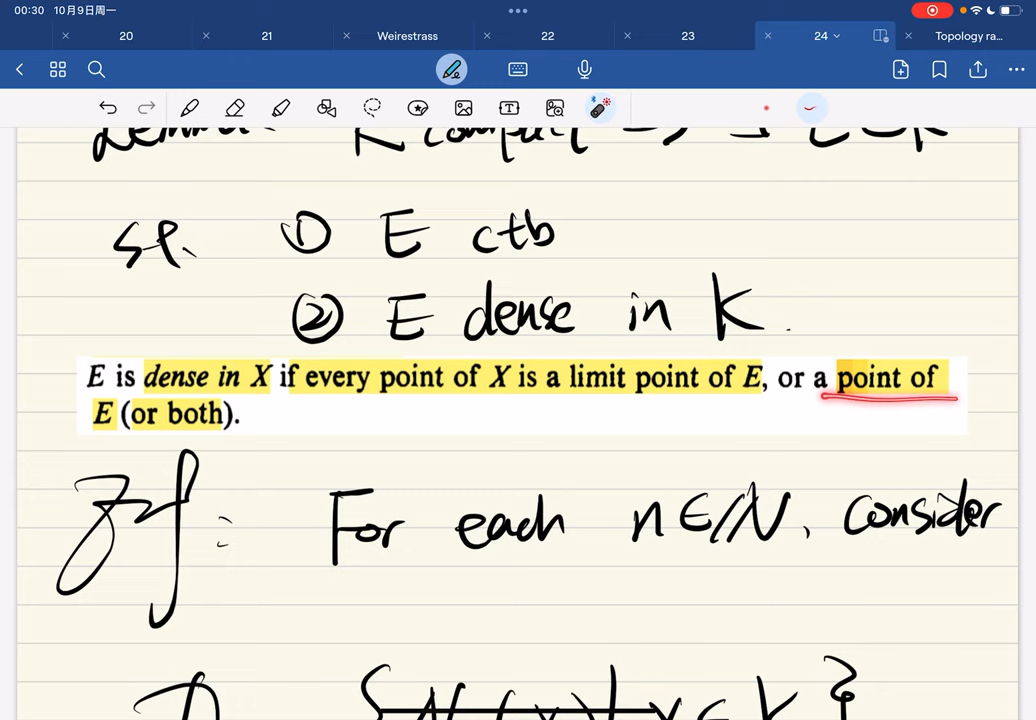 00:30 10月9日周一
20 21 Weirestrass 22 23 24 Topology ra...
K compact
s.t. ① E ctb
② E dense in K.
E is dense in X if every point of X is a limit point of E, or a point of
E (or both).
Pf: For each n∈ℕ, consider